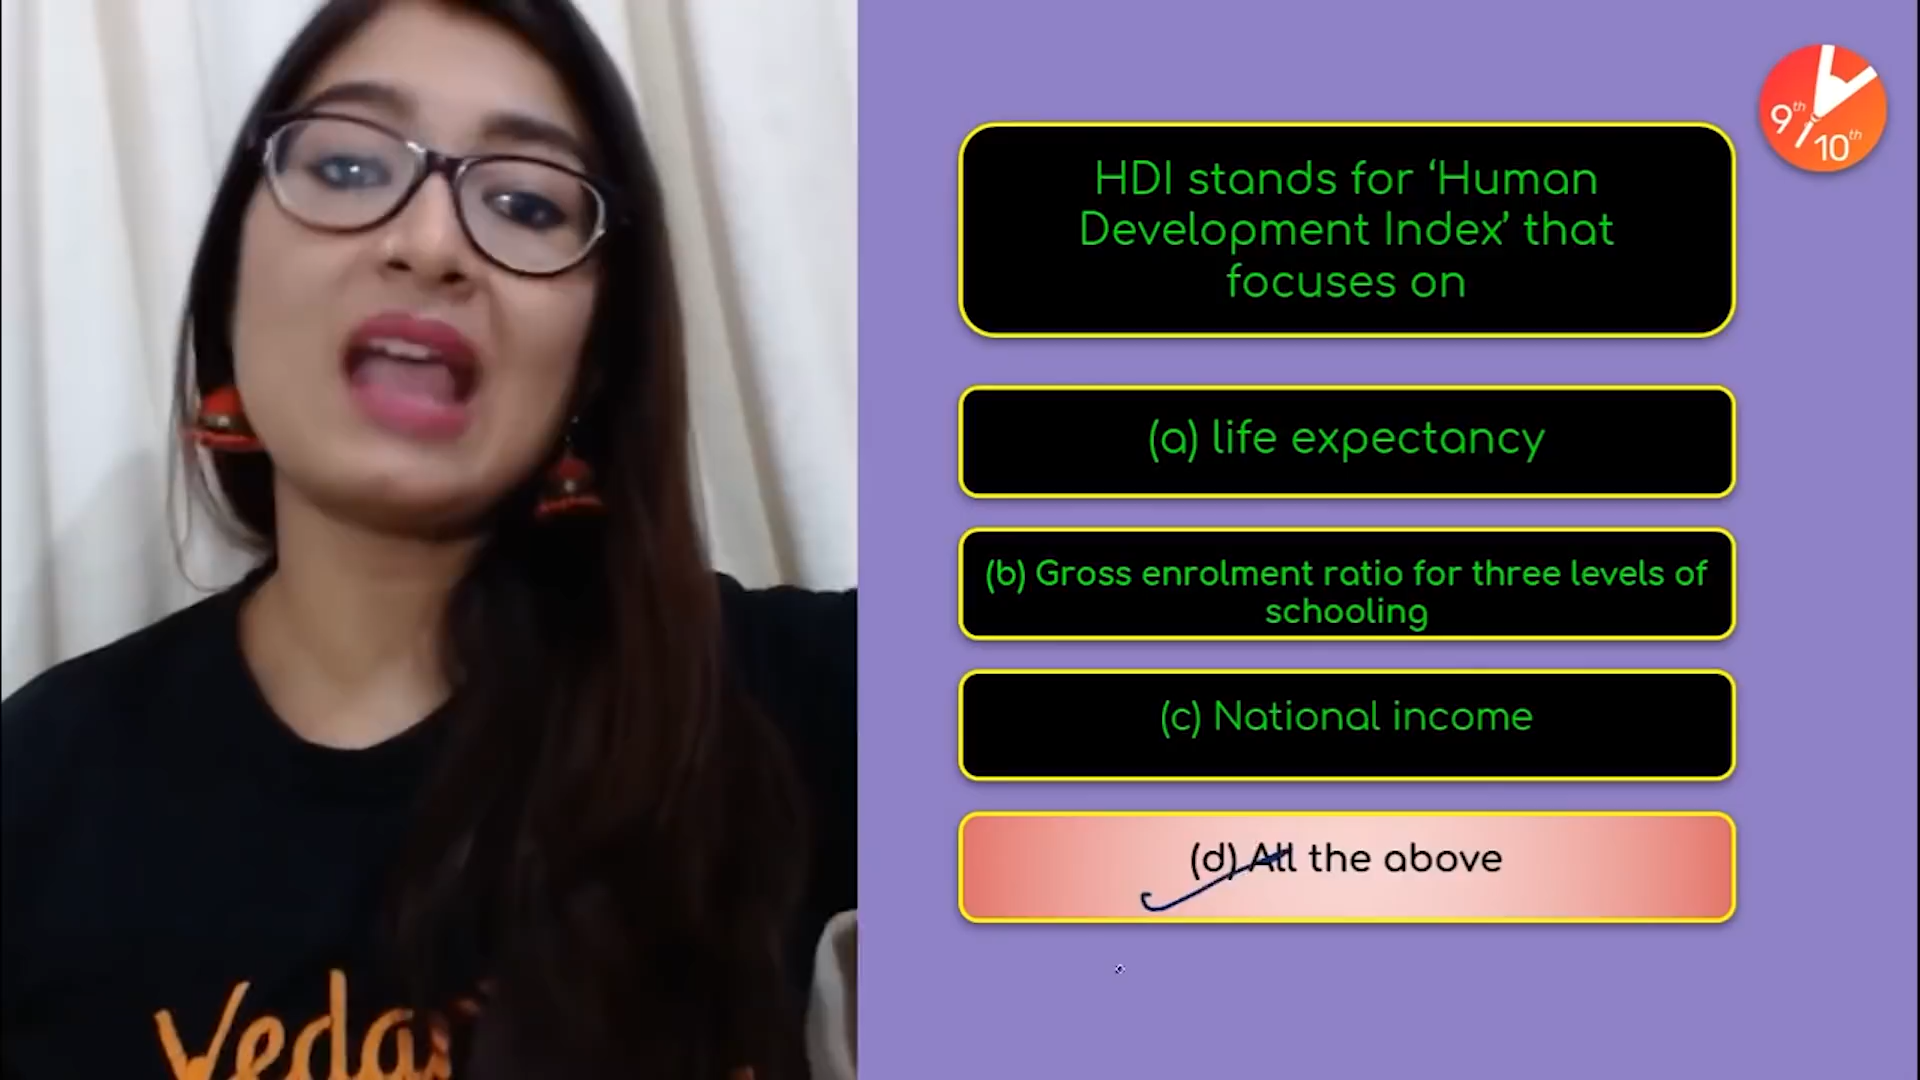 9th
10th
HDI stands for ‘Human
Development Index’ that
focuses on
(a) life expectancy
(b) Gross enrolment ratio for three levels of
schooling
(c) National income
(d) All the above